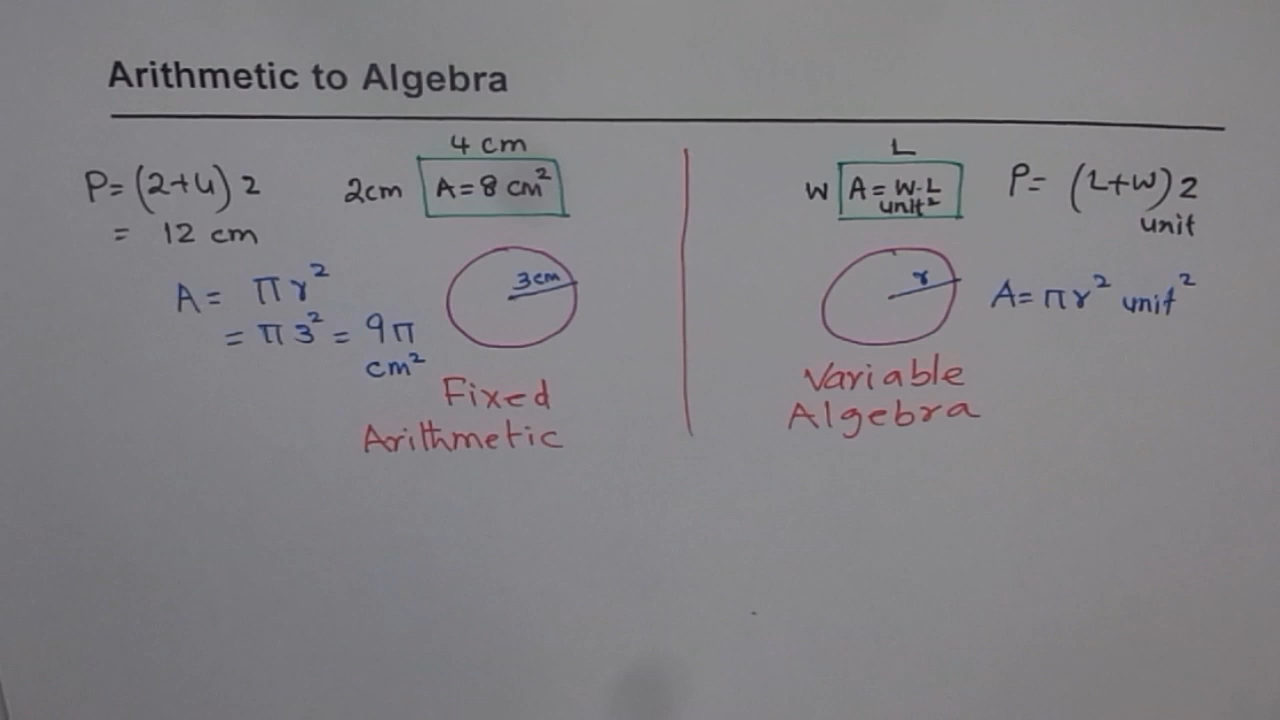 Arithmetic to Algebra
4 cm
P = (2+4) 2
2cm
A = 8 cm²
= 12 cm
3cm
A = πr²
= π3² = 9π
cm²
Fixed
Arithmetic
L
W
A = W·L
unit²
P = (L+W) 2
unit
r
A = πr² unit²
Variable
Algebra